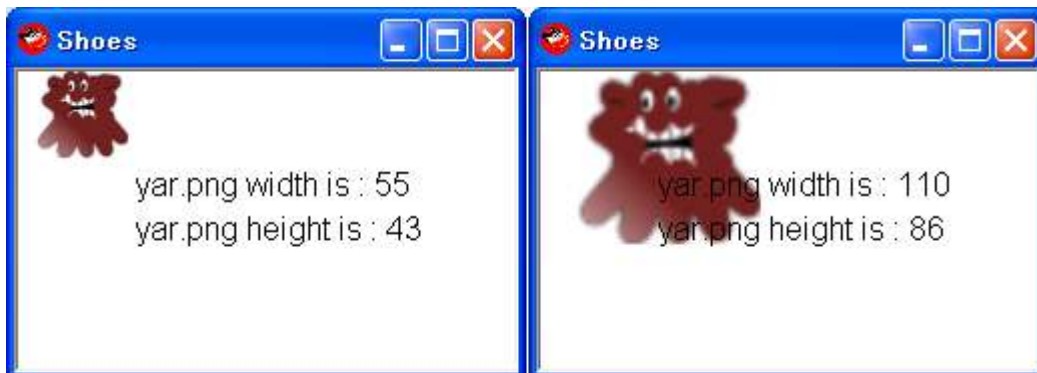 Shoes
yar.png width is : 55
yar.png height is : 43
Shoes
yar.png width is : 110
yar.png height is : 86